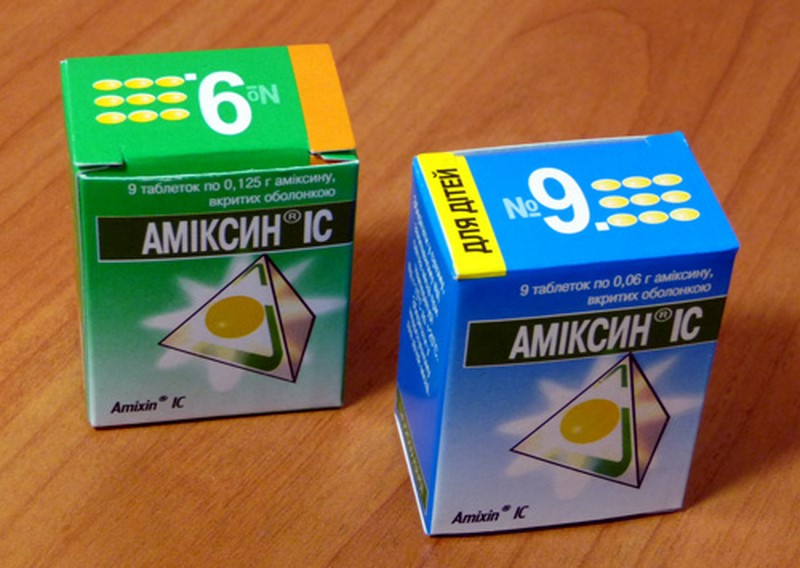 №9.
9 таблеток по 0,125 г аміксину,
вкритих оболонкою
АМІКСИН® ІС
Amixin® IC
ДЛЯ ДІТЕЙ
№9.
9 таблеток по 0,06 г аміксину,
вкритих оболонкою
АМІКСИН® ІС
Amixin® IC